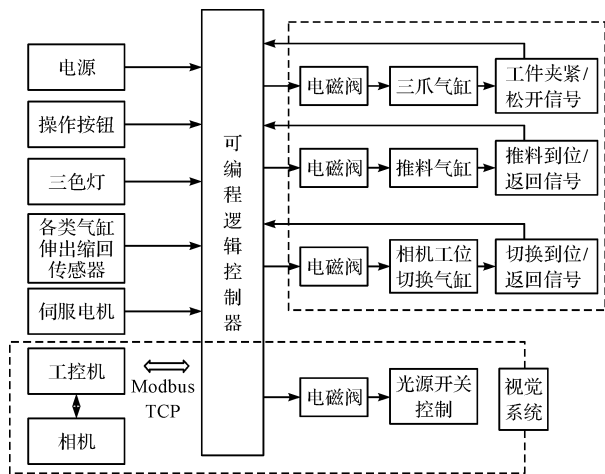 电源
操作按钮
三色灯
各类气缸
伸出缩回
传感器
伺服电机
工控机
相机
Modbus
TCP
可编程逻辑控制器
电磁阀
三爪气缸
工件夹紧/
松开信号
电磁阀
推料气缸
推料到位/
返回信号
电磁阀
相机工位
切换气缸
切换到位/
返回信号
电磁阀
光源开关
控制
视觉
系统